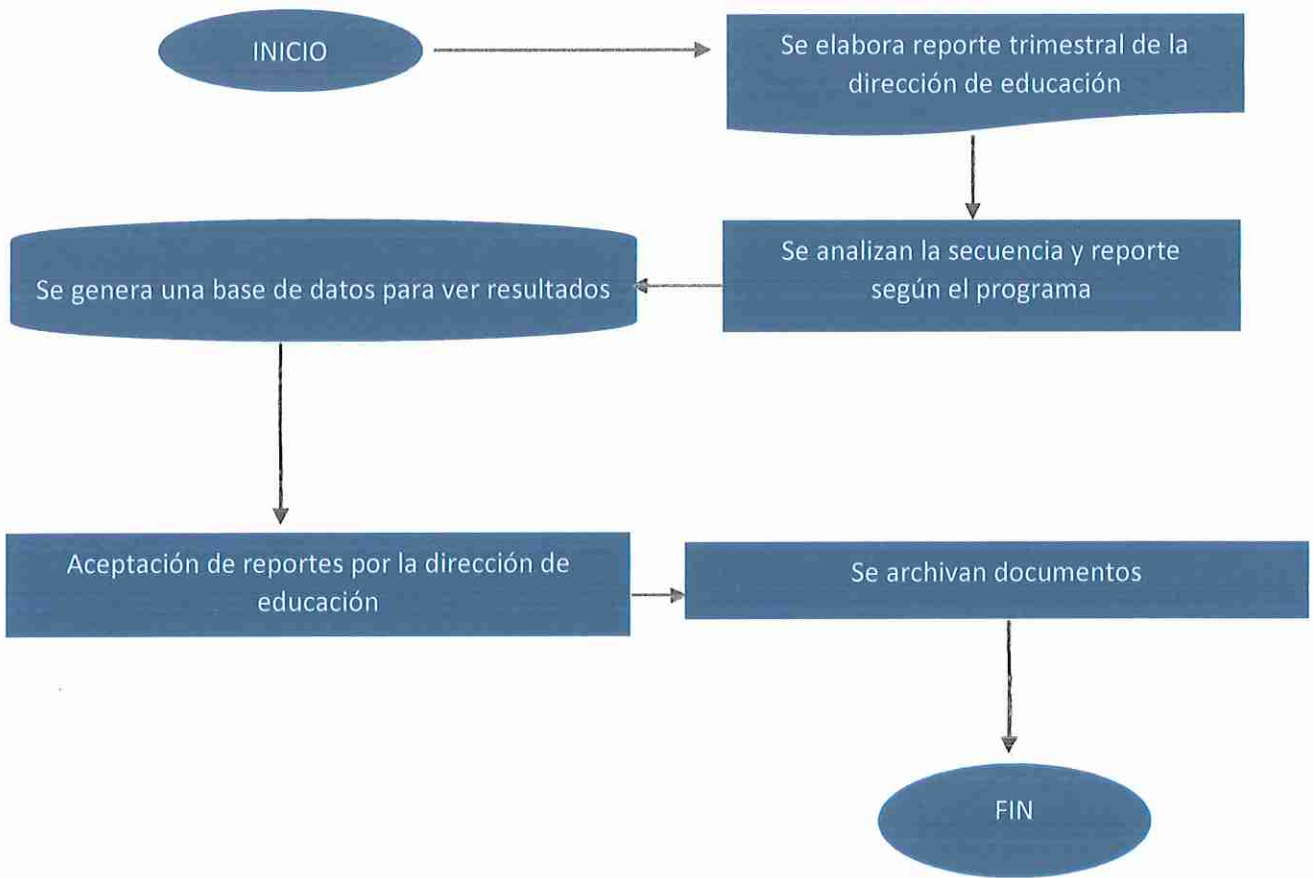 INICIO
Se elabora reporte trimestral de la
dirección de educación
Se analizan la secuencia y reporte
según el programa
Se genera una base de datos para ver resultados
Aceptación de reportes por la dirección de
educación
Se archivan documentos
FIN